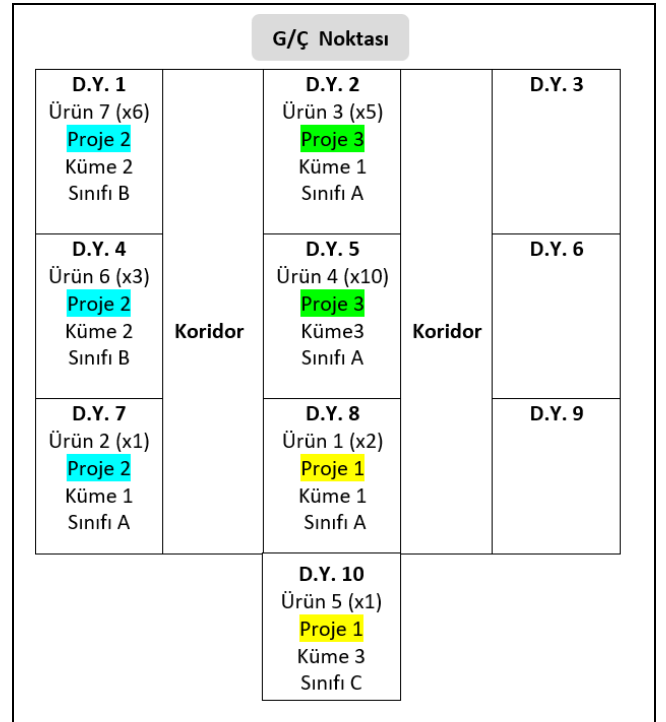 G/Ç Noktası
D.Y. 1
Ürün 7 (x6)
Proje 2
Küme 2
Sınıfı B
D.Y. 2
Ürün 3 (x5)
Proje 3
Küme 1
Sınıfı A
D.Y. 3
D.Y. 4
Ürün 6 (x3)
Proje 2
Küme 2
Sınıfı B
Koridor
D.Y. 5
Ürün 4 (x10)
Proje 3
Küme3
Sınıfı A
Koridor
D.Y. 6
D.Y. 7
Ürün 2 (x1)
Proje 2
Küme 1
Sınıfı A
D.Y. 8
Ürün 1 (x2)
Proje 1
Küme 1
Sınıfı A
D.Y. 9
D.Y. 10
Ürün 5 (x1)
Proje 1
Küme 3
Sınıfı C